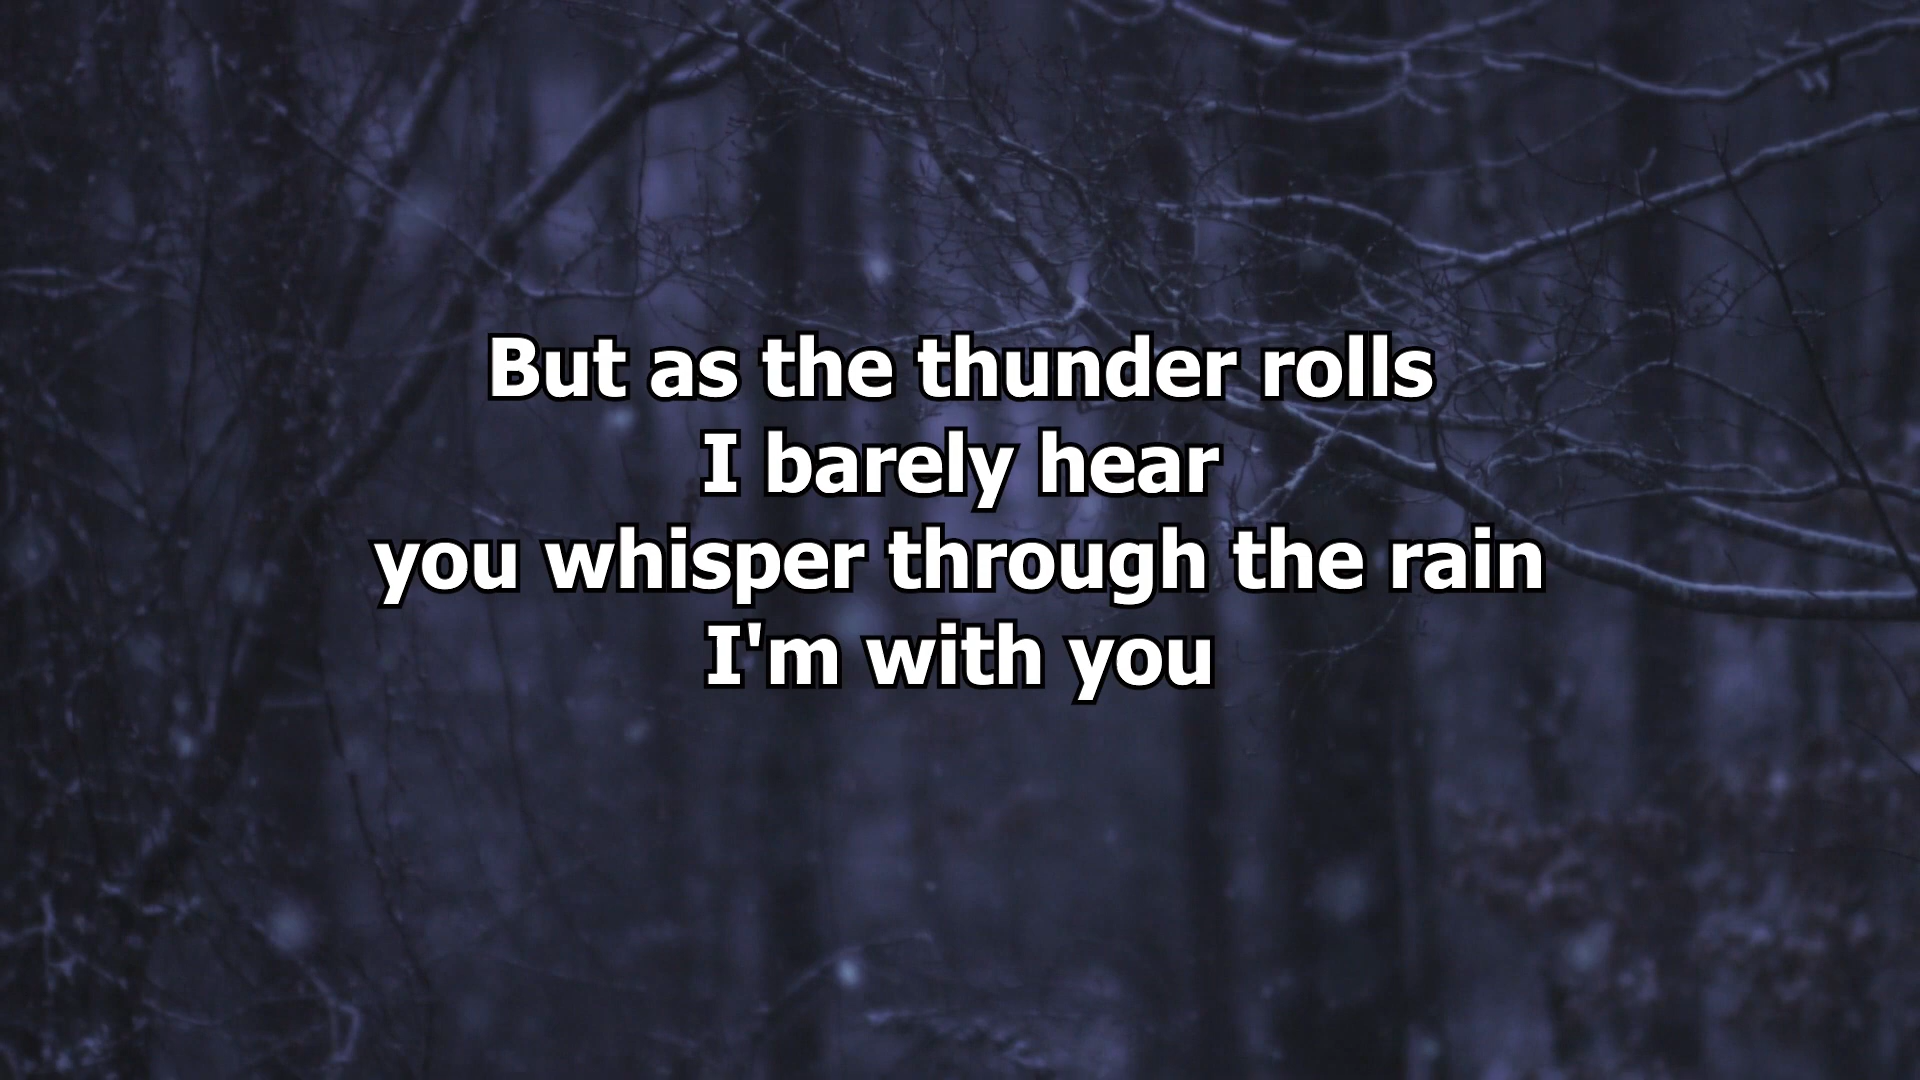 But as the thunder rolls
I barely hear
you whisper through the rain
I'm with you